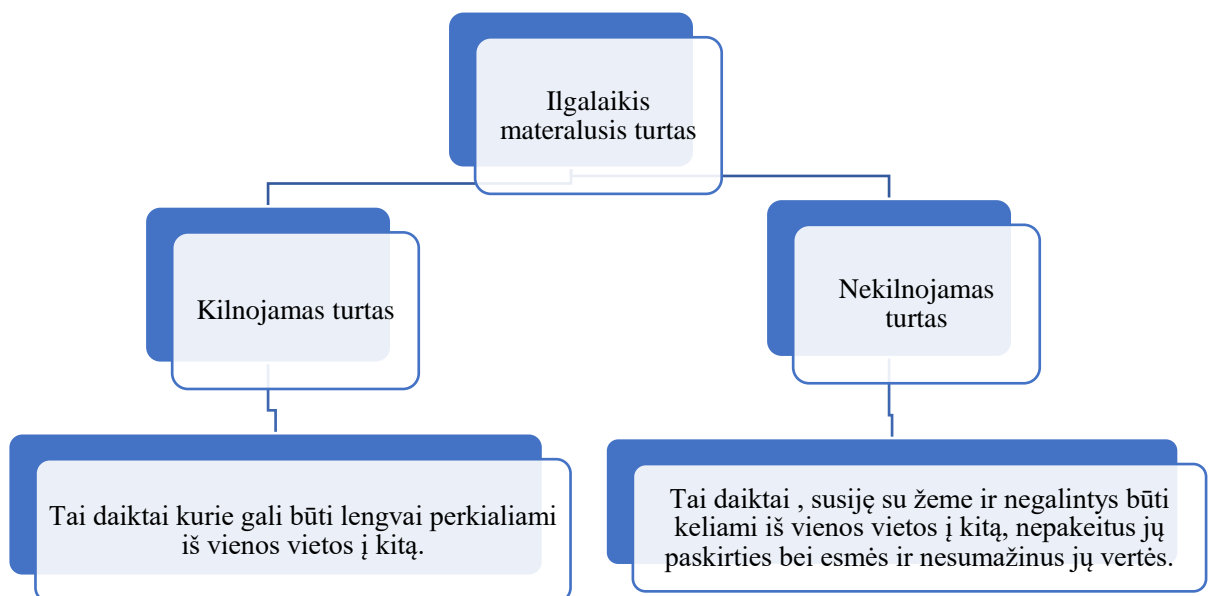 Ilgalaikis
materalusis turtas
Kilnojamas turtas
Nekilnojamas
turtas
Tai daiktai kurie gali būti lengvai perkialiami
iš vienos vietos į kitą.
Tai daiktai , susiję su žeme ir negalintys būti
keliami iš vienos vietos į kitą, nepakeitus jų
paskirties bei esmės ir nesumažinus jų vertės.